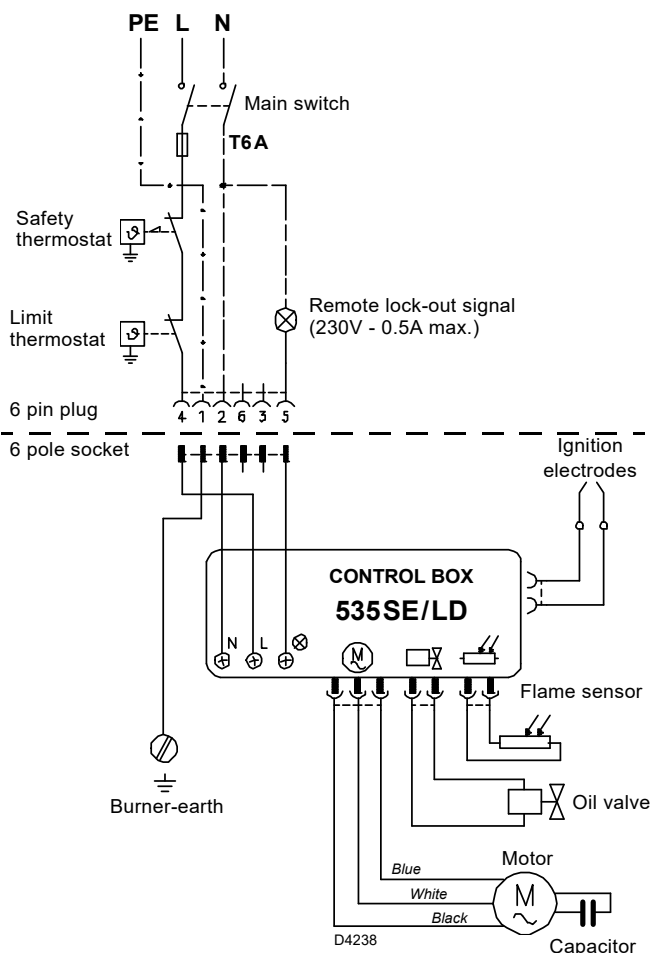 PE L N
Main switch
T6A
Safety
thermostat
Limit
thermostat
Remote lock-out signal
(230V - 0.5A max.)
6 pin plug
4 1 2 6 3 5
6 pole socket
Ignition
electrodes
CONTROL BOX
535SE/LD
N L
M
Flame sensor
Burner-earth
Oil valve
Motor
Blue
White
Black
M
D4238
Capacitor